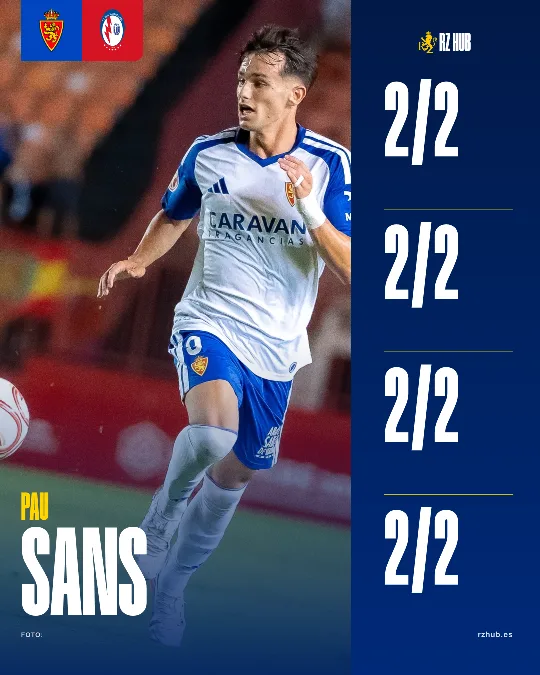 RZ HUB
2/2
2/2
2/2
2/2
CARAVAN
FRAGANCIAS
PAU
SANS
FOTO:
rzhub.es